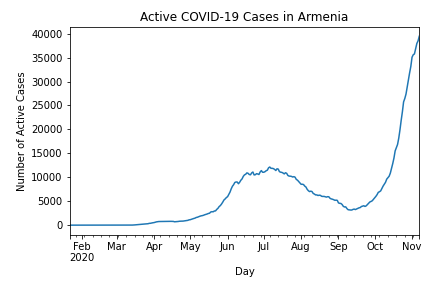 Active COVID-19 Cases in Armenia
40000
35000
30000
25000
20000
15000
10000
5000
0
Number of Active Cases
Feb Mar Apr May Jun Jul Aug Sep Oct Nov
2020
Day